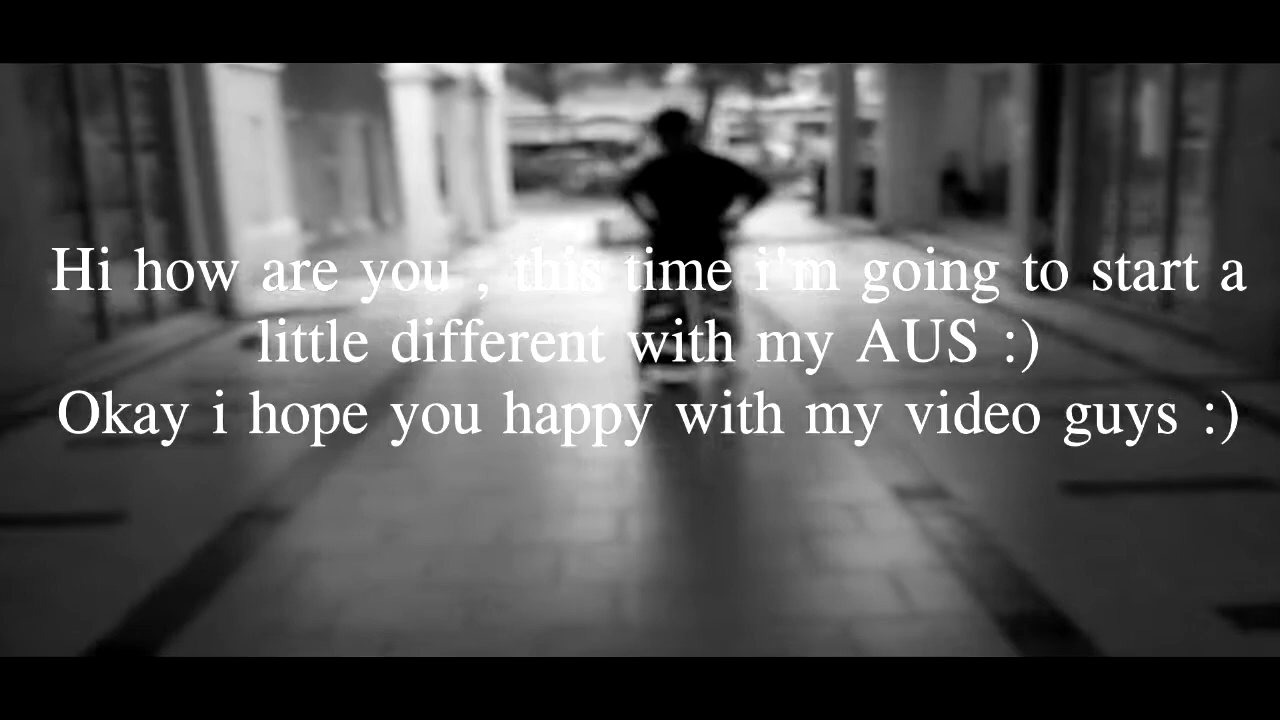 Hi how are you , this time i'm going to start a
little different with my AUS :)
Okay i hope you happy with my video guys :)